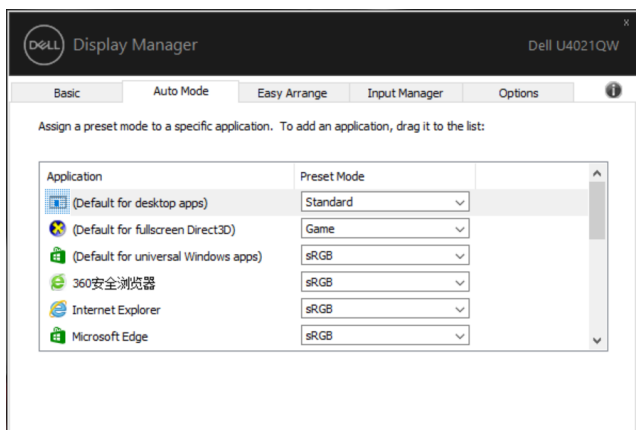 DELL Display Manager Dell U4021QW
Basic Auto Mode Easy Arrange Input Manager Options
Assign a preset mode to a specific application. To add an application, drag it to the list:
Application Preset Mode
(Default for desktop apps) Standard
(Default for fullscreen Direct3D) Game
(Default for universal Windows apps) sRGB
360安全浏览器 sRGB
Internet Explorer sRGB
Microsoft Edge sRGB